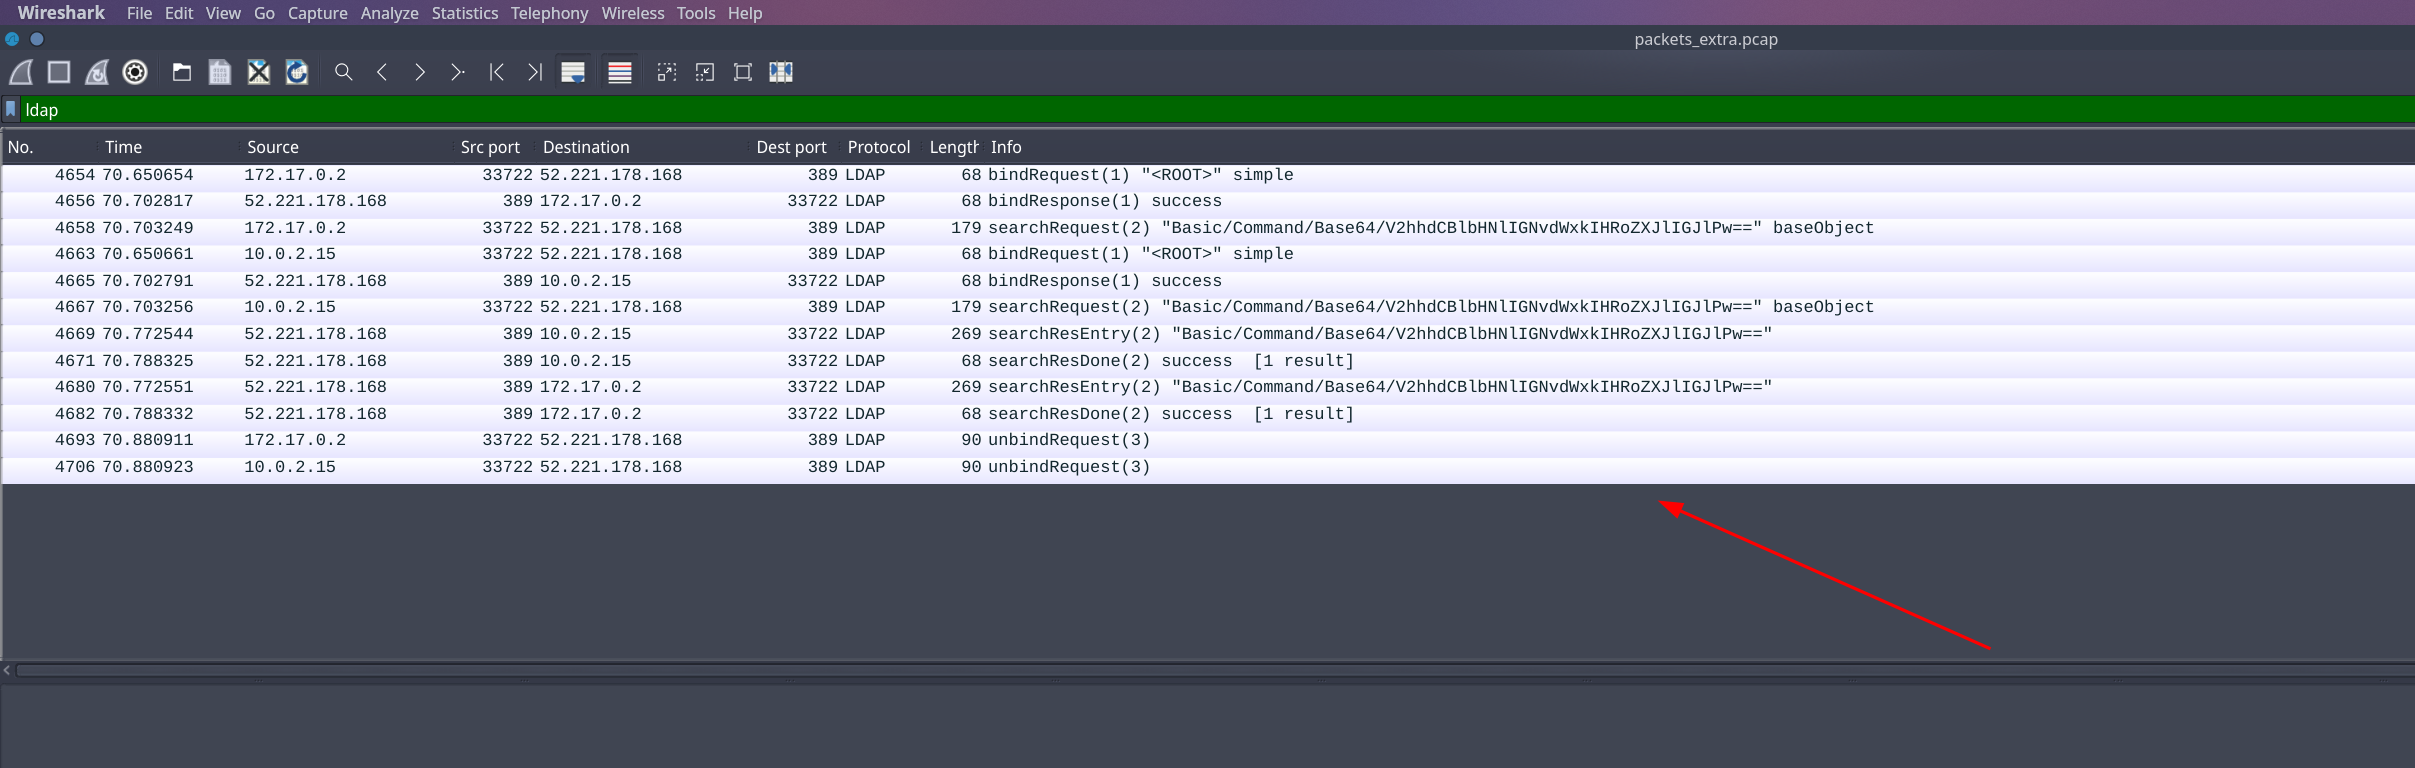 Wireshark File Edit View Go Capture Analyze Statistics Telephony Wireless Tools Help
packets_extra.pcap
ldap
No. Time Source Src port Destination Dest port Protocol Length Info
4654 70.650654 172.17.0.2 33722 52.221.178.168 389 LDAP 68 bindRequest(1) "<ROOT>" simple
4656 70.702817 52.221.178.168 389 172.17.0.2 33722 LDAP 68 bindResponse(1) success
4658 70.703249 172.17.0.2 33722 52.221.178.168 389 LDAP 179 searchRequest(2) "Basic/Command/Base64/V2hhdCBlbHNlIGNvdWxkIHRoZXJlIGJlPw==" baseObject
4663 70.650661 10.0.2.15 33722 52.221.178.168 389 LDAP 68 bindRequest(1) "<ROOT>" simple
4665 70.702791 52.221.178.168 389 10.0.2.15 33722 LDAP 68 bindResponse(1) success
4667 70.703256 10.0.2.15 33722 52.221.178.168 389 LDAP 179 searchRequest(2) "Basic/Command/Base64/V2hhdCBlbHNlIGNvdWxkIHRoZXJlIGJlPw==" baseObject
4669 70.772544 52.221.178.168 389 10.0.2.15 33722 LDAP 269 searchResEntry(2) "Basic/Command/Base64/V2hhdCBlbHNlIGNvdWxkIHRoZXJlIGJlPw=="
4671 70.788325 52.221.178.168 389 10.0.2.15 33722 LDAP 68 searchResDone(2) success [1 result]
4680 70.772551 52.221.178.168 389 172.17.0.2 33722 LDAP 269 searchResEntry(2) "Basic/Command/Base64/V2hhdCBlbHNlIGNvdWxkIHRoZXJlIGJlPw=="
4682 70.788332 52.221.178.168 389 172.17.0.2 33722 LDAP 68 searchResDone(2) success [1 result]
4693 70.880911 172.17.0.2 33722 52.221.178.168 389 LDAP 90 unbindRequest(3)
4706 70.880923 10.0.2.15 33722 52.221.178.168 389 LDAP 90 unbindRequest(3)